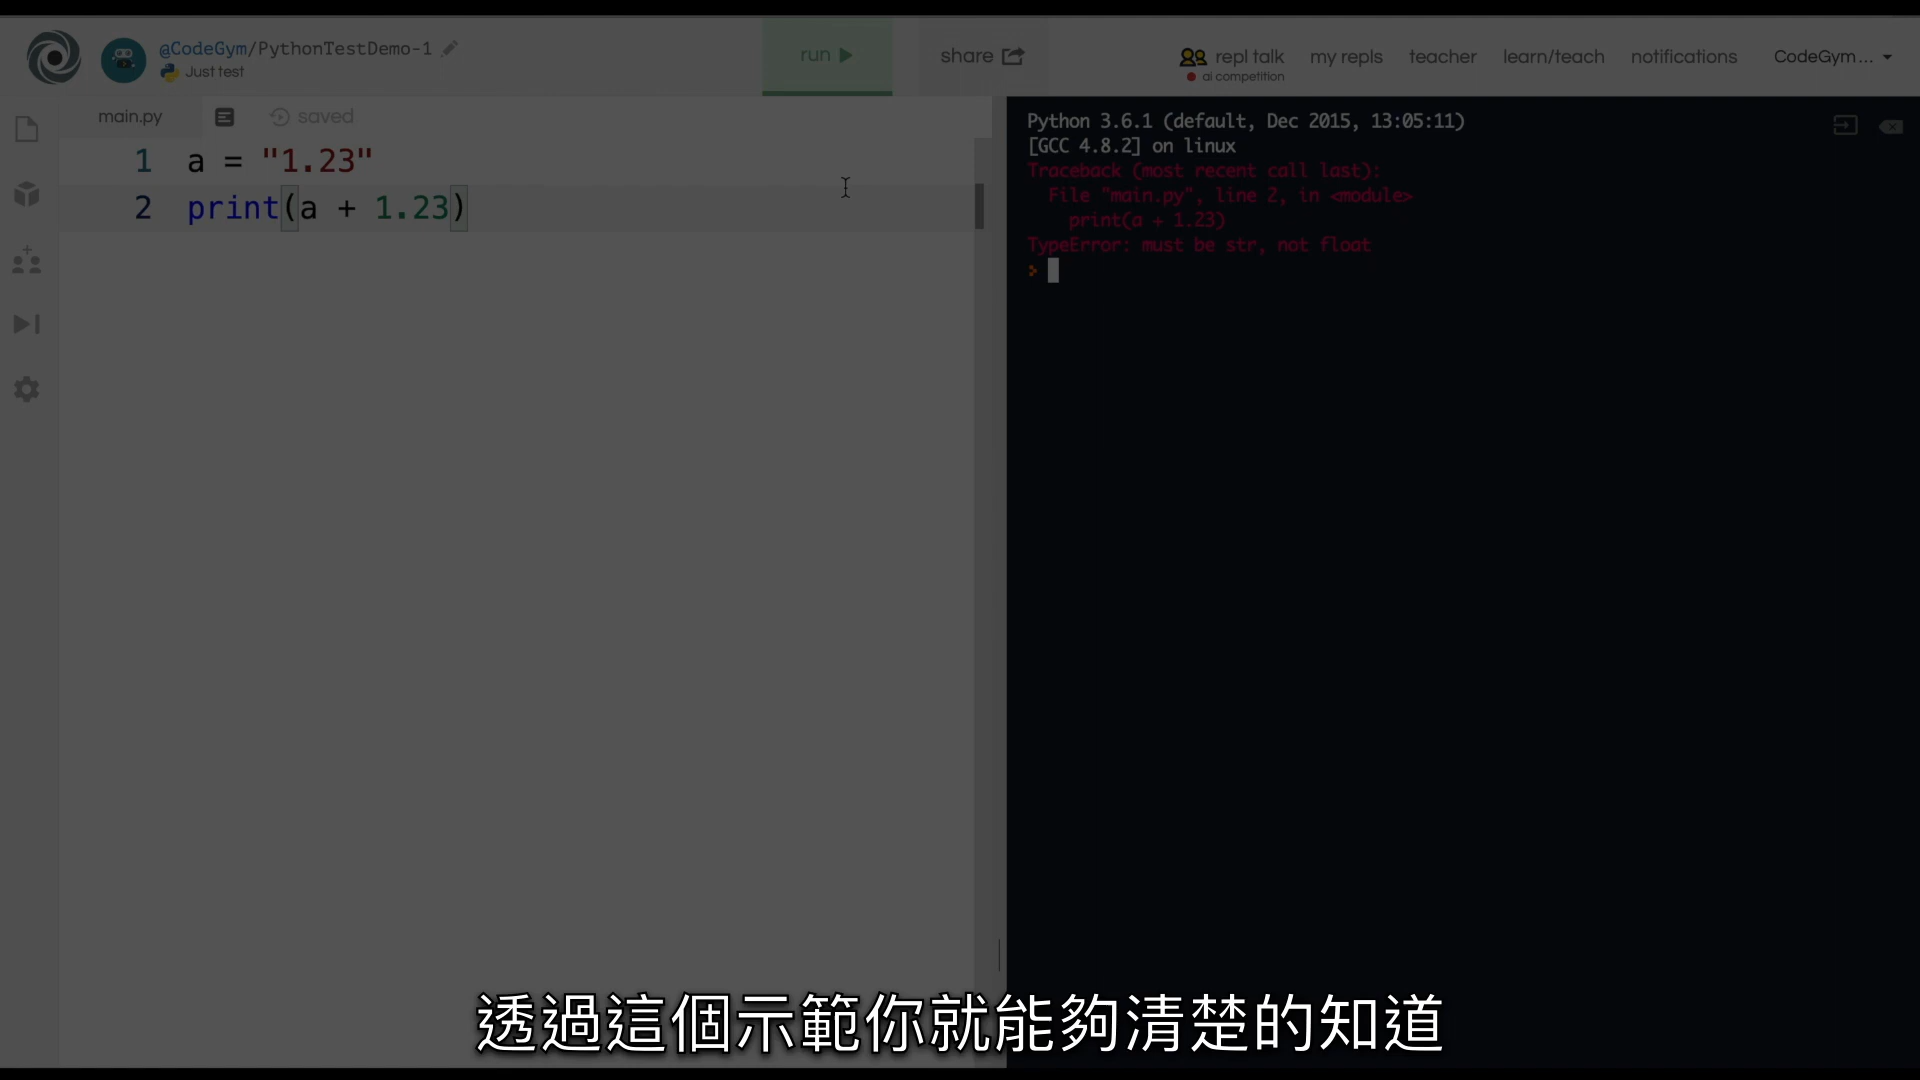 @CodeGym/PythonTestDemo-1
Just test
run
share
repl talk
ai competition
my repls
teacher
learn/teach
notifications
CodeGym...
main.py
saved
1 a = "1.23"
2 print(a + 1.23)
Python 3.6.1 (default, Dec 2015, 13:05:11)
[GCC 4.8.2] on linux
Traceback (most recent call last):
File "main.py", line 2, in <module>
print(a + 1.23)
TypeError: must be str, not float
透過這個示範你就能夠清楚的知道